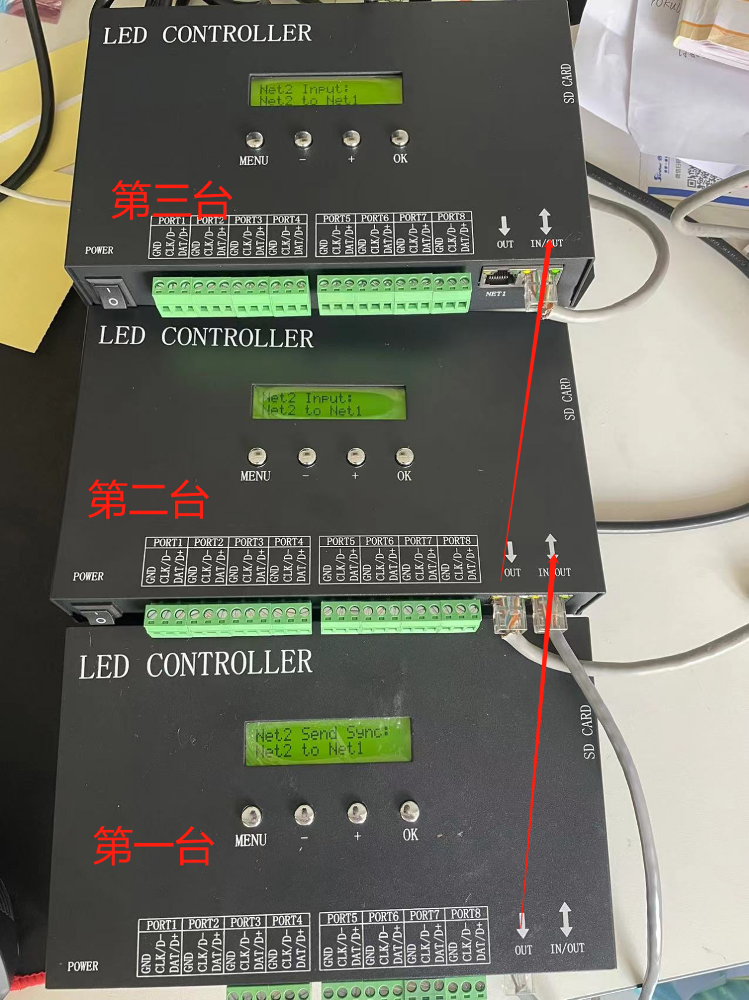 POKU
LED CONTROLLER
SD CARD
Net2 Input:
Net2 to Net1
MENU - + OK
第三台
PORT1 PORT2 PORT3 PORT4 PORT5 PORT6 PORT7 PORT8
GND CLK/D- DAT/D+ GND CLK/D- DAT/D+ GND CLK/D- DAT/D+ GND CLK/D- DAT/D+ GND CLK/D- DAT/D+ GND CLK/D- DAT/D+ GND CLK/D- DAT/D+ GND CLK/D- DAT/D+
OUT IN/OUT
POWER
NET1
LED CONTROLLER
SD CARD
Net2 Input:
Net2 to Net1
MENU - + OK
第二台
PORT1 PORT2 PORT3 PORT4 PORT5 PORT6 PORT7 PORT8
GND CLK/D- DAT/D+ GND CLK/D- DAT/D+ GND CLK/D- DAT/D+ GND CLK/D- DAT/D+ GND CLK/D- DAT/D+ GND CLK/D- DAT/D+ GND CLK/D- DAT/D+ GND CLK/D- DAT/D+
OUT IN/OUT
POWER
LED CONTROLLER
SD CARD
Net2 Send Sync:
Net2 to Net1
MENU - + OK
第一台
PORT1 PORT2 PORT3 PORT4 PORT5 PORT6 PORT7 PORT8
GND CLK/D- DAT/D+ GND CLK/D- DAT/D+ GND CLK/D- DAT/D+ GND CLK/D- DAT/D+ GND CLK/D- DAT/D+ GND CLK/D- DAT/D+ GND CLK/D- DAT/D+ GND CLK/D- DAT/D+
OUT IN/OUT
POWER